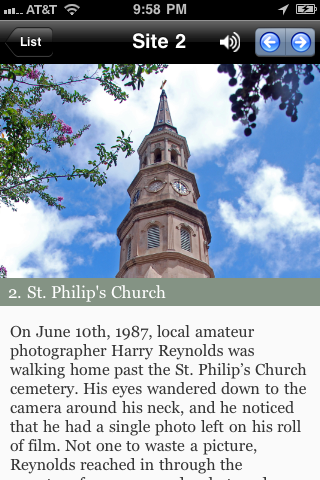 AT&T 9:58 PM
List Site 2
2. St. Philip's Church
On June 10th, 1987, local amateur
photographer Harry Reynolds was
walking home past the St. Philip's Church
cemetery. His eyes wandered down to the
camera around his neck, and he noticed
that he had a single photo left on his roll
of film. Not one to waste a picture,
Reynolds reached in through the